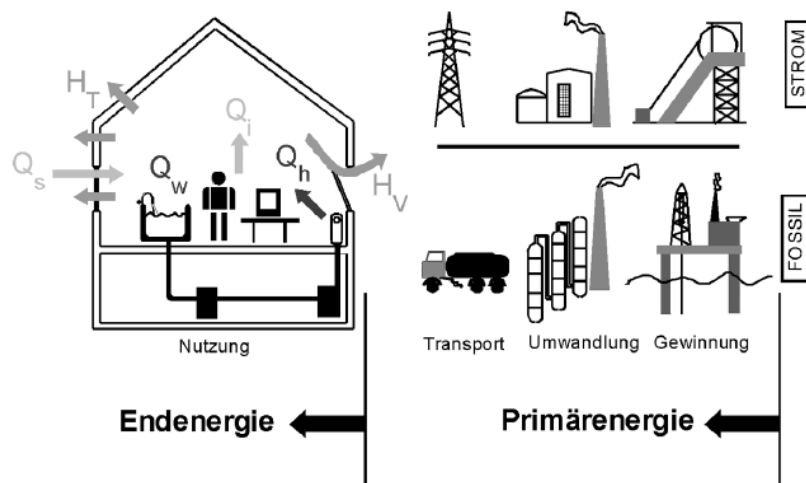 H_T
Q_i
Q_s
Q_w
Q_h
H_V
STROM
FOSSIL
Nutzung
Transport
Umwandlung
Gewinnung
Endenergie
Primärenergie